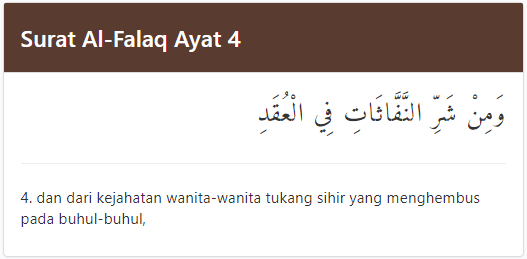 Surat Al-Falaq Ayat 4
وَمِنْ شَرِّ النَّفَّاثَاتِ فِي الْعُقَدِ
4. dan dari kejahatan wanita-wanita tukang sihir yang menghembus
pada buhul-buhul,